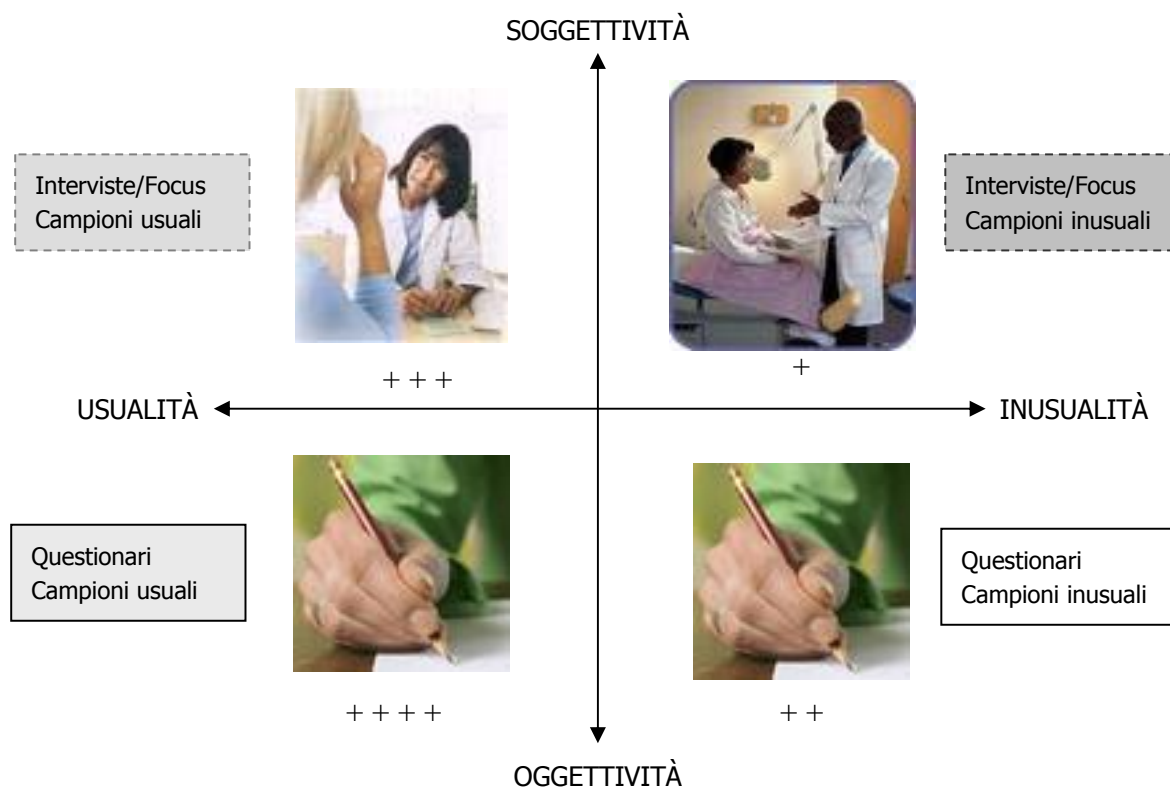 SOGGETTIVITÀ
Interviste/Focus
Campioni usuali
Interviste/Focus
Campioni inusuali
+ + +
+
USUALITÀ
INUSUALITÀ
Questionari
Campioni usuali
Questionari
Campioni inusuali
+ + + +
+ +
OGGETTIVITÀ